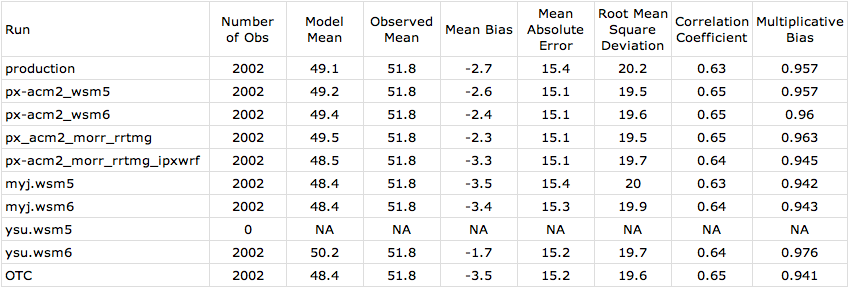 Run Number of Obs Model Mean Observed Mean Mean Bias Mean Absolute Error Root Mean Square Deviation Correlation Coefficient Multiplicative Bias
production 2002 49.1 51.8 -2.7 15.4 20.2 0.63 0.957
px-acm2_wsm5 2002 49.2 51.8 -2.6 15.1 19.5 0.65 0.957
px-acm2_wsm6 2002 49.4 51.8 -2.4 15.1 19.6 0.65 0.96
px_acm2_morr_rrtmg 2002 49.5 51.8 -2.3 15.1 19.5 0.65 0.963
px-acm2_morr_rrtmg_ipxwrf 2002 48.5 51.8 -3.3 15.1 19.7 0.64 0.945
myj.wsm5 2002 48.4 51.8 -3.5 15.4 20 0.63 0.942
myj.wsm6 2002 48.4 51.8 -3.4 15.3 19.9 0.64 0.943
ysu.wsm5 0 NA NA NA NA NA NA NA
ysu.wsm6 2002 50.2 51.8 -1.7 15.2 19.7 0.64 0.976
OTC 2002 48.4 51.8 -3.5 15.2 19.6 0.65 0.941